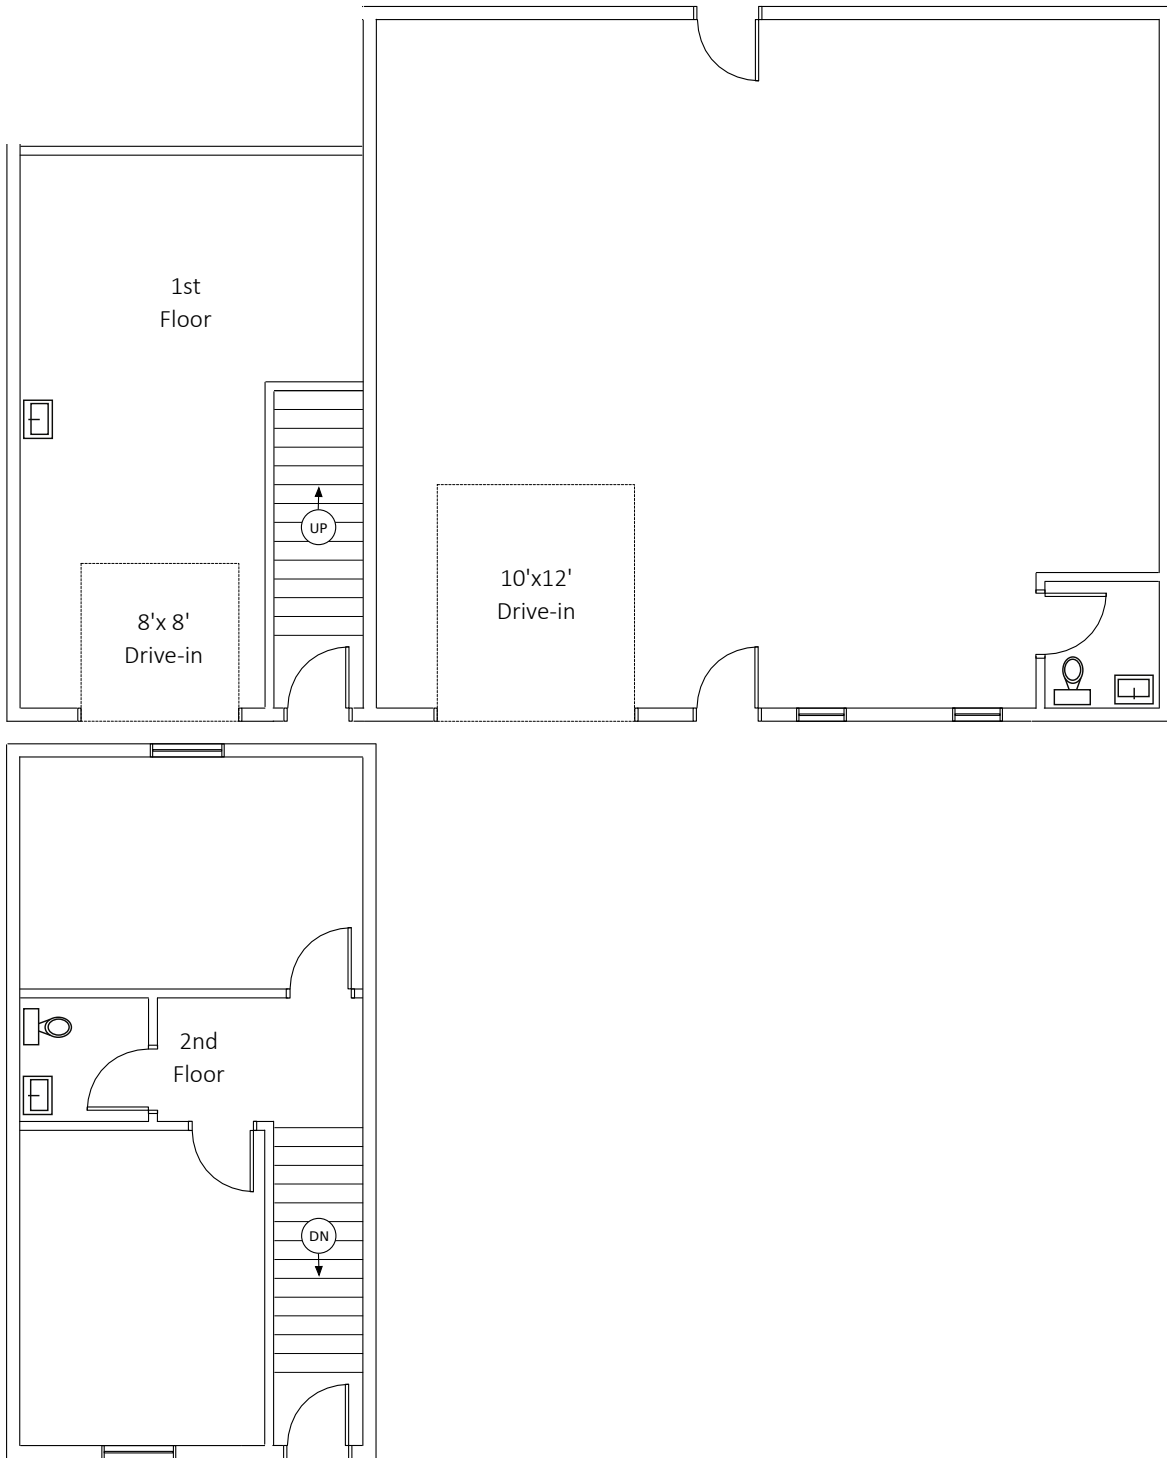 1st
Floor
UP
8'x 8'
Drive-in
10'x12'
Drive-in
2nd
Floor
DN